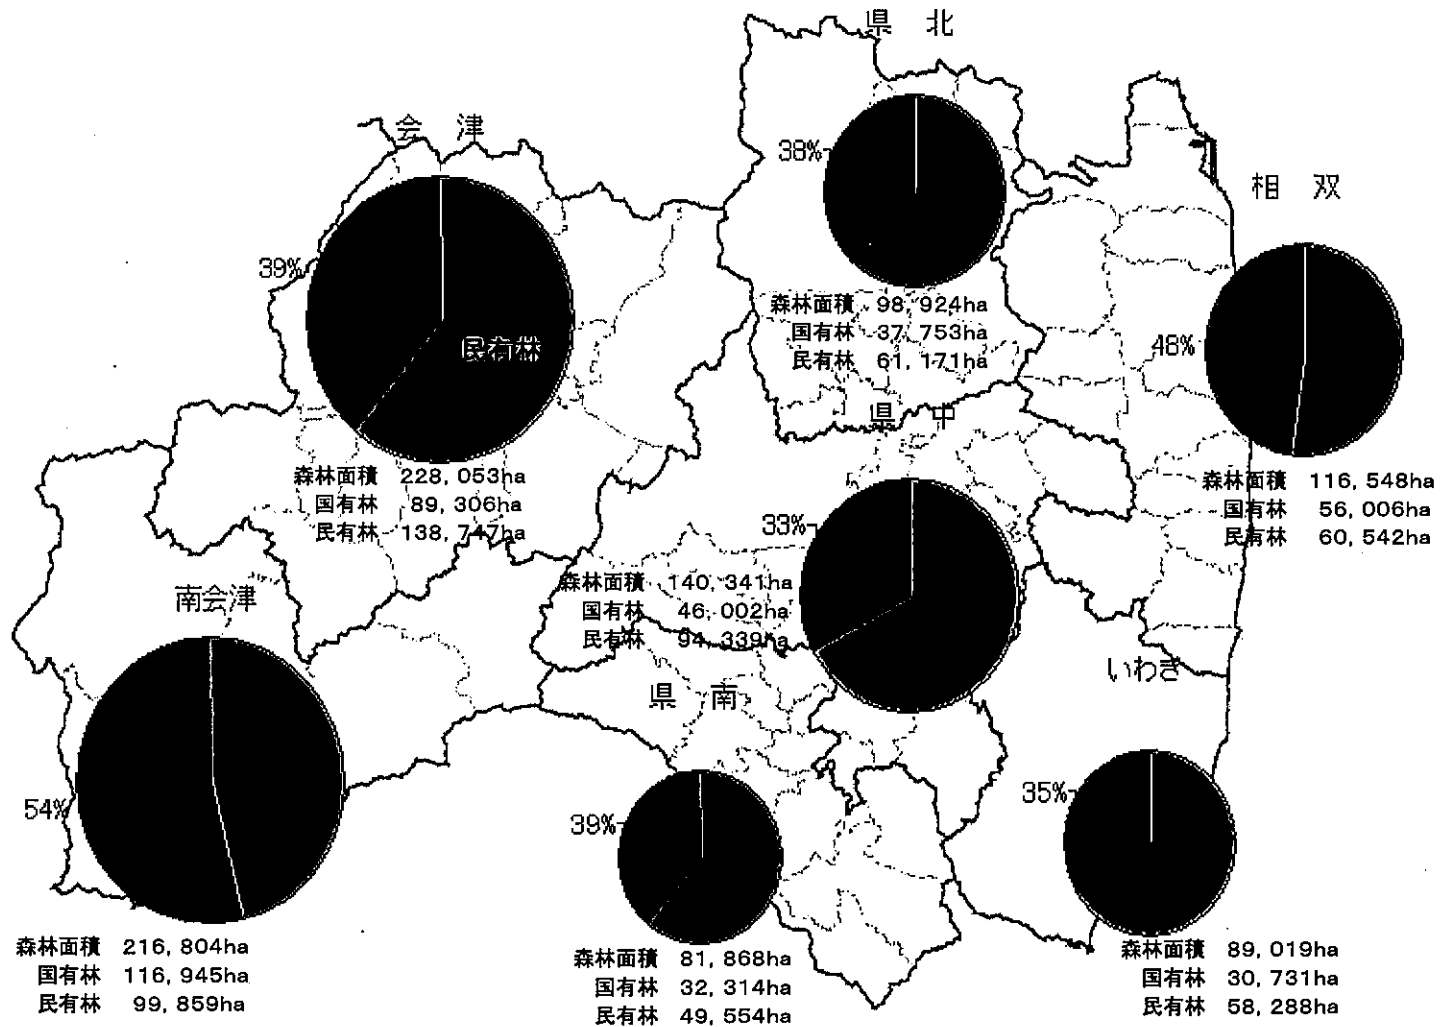 県 北
38%
森林面積 98, 924ha
国有林 37, 753ha
民有林 61, 171ha
会 津
39%
民有林
森林面積 228, 053ha
国有林 89, 306ha
民有林 138, 747ha
相 双
48%
森林面積 116, 548ha
国有林 56, 006ha
民有林 60, 542ha
県 中
33%
森林面積 140, 341ha
国有林 46, 002ha
民有林 94, 339ha
南会津
54%
森林面積 216, 804ha
国有林 116, 945ha
民有林 99, 859ha
県 南
39%
森林面積 81, 868ha
国有林 32, 314ha
民有林 49, 554ha
いわき
35%
森林面積 89, 019ha
国有林 30, 731ha
民有林 58, 288ha